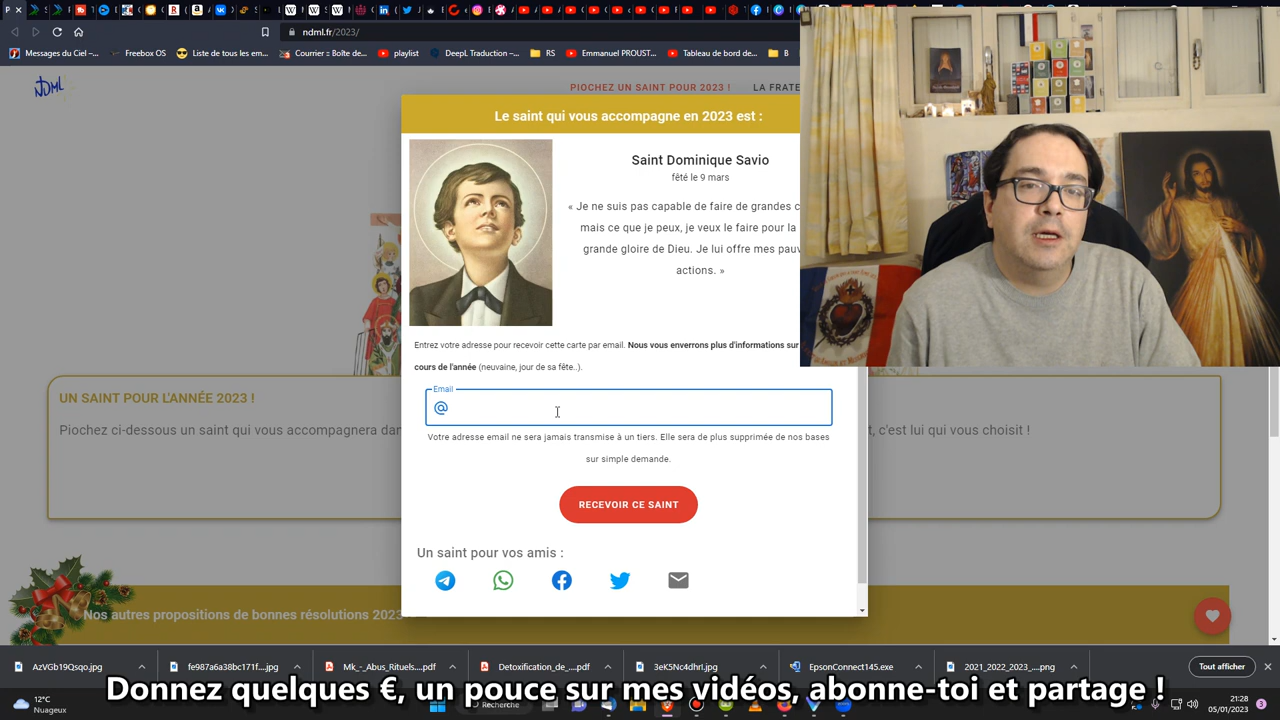 ndml.fr/2023/
Messages du Ciel -...
Freebox OS
Liste de 60 crowdf...
playlist
DeepL Traduction –...
RS
Emmanuel PROUST...
Tableau de bord de...
B
NDML
PIOCHEZ UN SAINT POUR 2023 !
LA FRATE
Le saint qui vous accompagne en 2023 est :
Saint Dominique Savio
fêté le 9 mars
« Je ne suis pas capable de faire de grandes c
mais ce que je peux, je veux le faire pour la
grande gloire de Dieu. Je lui offre mes pauv
actions. »
Entrez votre adresse pour recevoir cette carte par email. Nous vous enverrons plus d'informations sur
cours de l'année (neuvaine, jour de sa fête..).
Email
@
Votre adresse email ne sera jamais transmise à un tiers. Elle sera de plus supprimée de nos bases
sur simple demande.
RECEVOIR CE SAINT
Un saint pour vos amis :
UN SAINT POUR L'ANNÉE 2023 !
Piochez ci-dessous un saint qui vous accompagnera dan
t, c'est lui qui vous choisit !
Nos autres propositions de bonnes résolutions 2023
AzVGb19Qsqo.jpg
fe987a6a38bc171f....jpg
Mk_-_Abus_Rituels....pdf
Detoxification_de_....pdf
3eK5Nc4dhrI.jpg
EpsonConnect145.exe
2021_2022_2023_....pdf
Tout afficher
12°C
Nuageux
Recherche
21:28
05/01/2023
Donnez quelques €, un pouce sur mes vidéos, abonne-toi et partage !